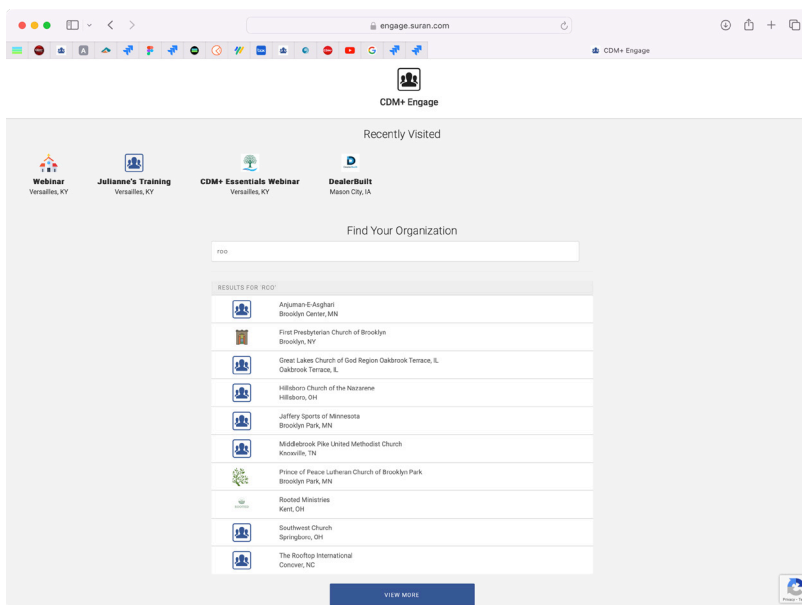 engage.suran.com
CDM+ Engage
CDM+ Engage
Recently Visited
Webinar
Versailles, KY
Julianne's Training
Versailles, KY
CDM+ Essentials Webinar
Versailles, KY
DealerBuilt
Mason City, IA
Find Your Organization
roo
RESULTS FOR 'ROO'
Anjuman-E-Asghari
Brooklyn Center, MN
First Presbyterian Church of Brooklyn
Brooklyn, NY
Great Lakes Church of God Region Oakbrook Terrace, IL
Oakbrook Terrace, IL
Hillsboro Church of the Nazarene
Hillsboro, OH
Jaffery Sports of Minnesota
Brooklyn Park, MN
Middlebrook Pike United Methodist Church
Knoxville, TN
Prince of Peace Lutheran Church of Brooklyn Park
Brooklyn Park, MN
Rooted Ministries
Kent, OH
Southwest Church
Springboro, OH
The Rooftop International
Conover, NC
VIEW MORE